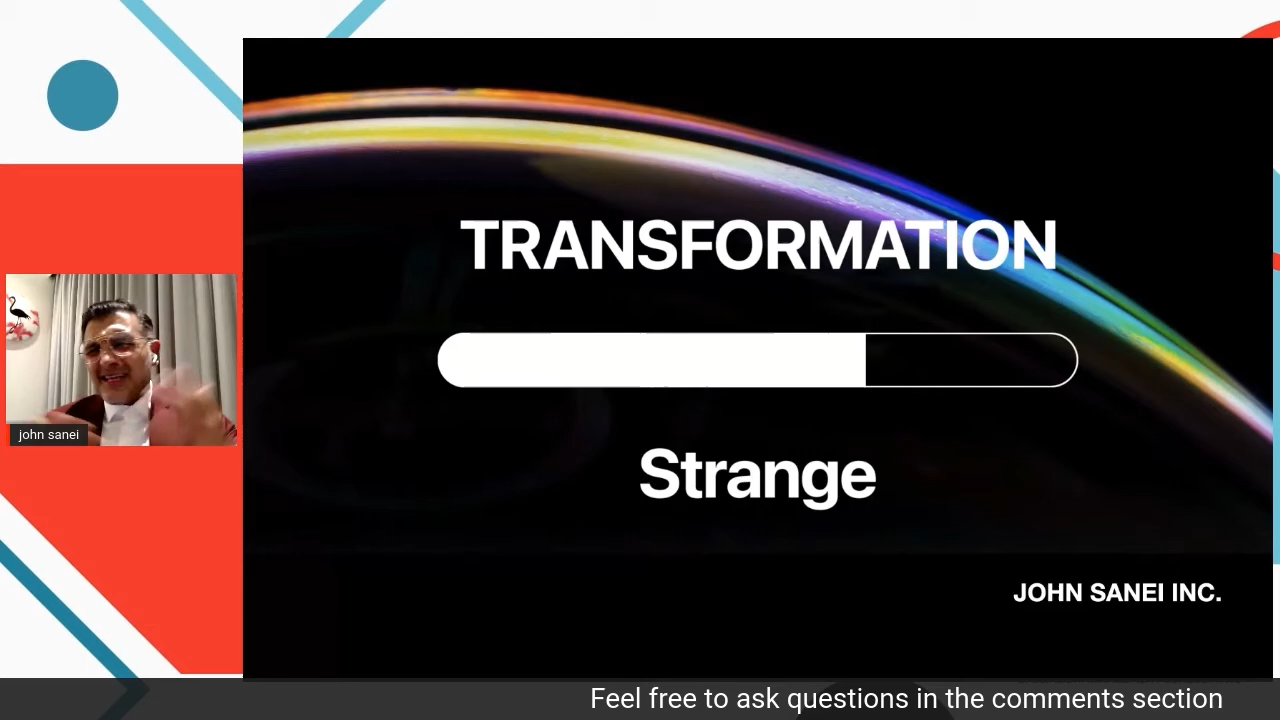 TRANSFORMATION
Strange
JOHN SANEI INC.
john sanei
Feel free to ask questions in the comments section